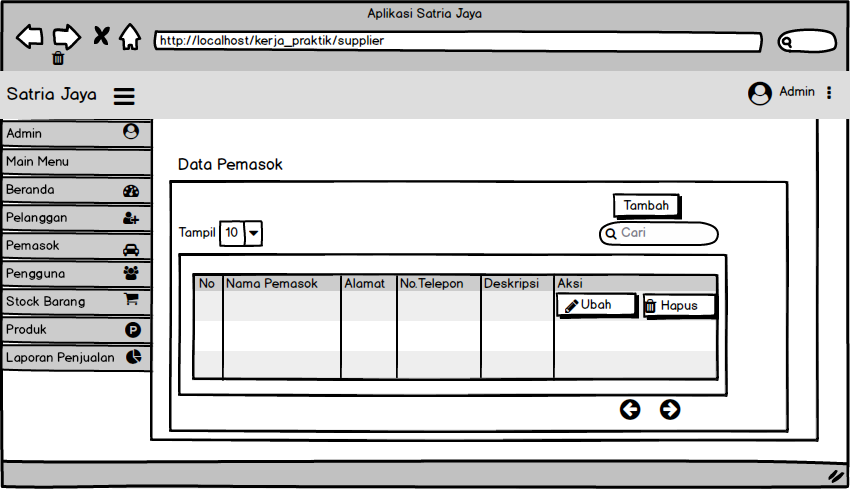 Aplikasi Satria Jaya
http://localhost/kerja_praktik/supplier
Satria Jaya
Admin
Admin
Main Menu
Beranda
Pelanggan
Pemasok
Pengguna
Stock Barang
Produk
P
Laporan Penjualan
Data Pemasok
Tambah
Tampil 10
Cari
No Nama Pemasok Alamat No.Telepon Deskripsi Aksi
Ubah Hapus